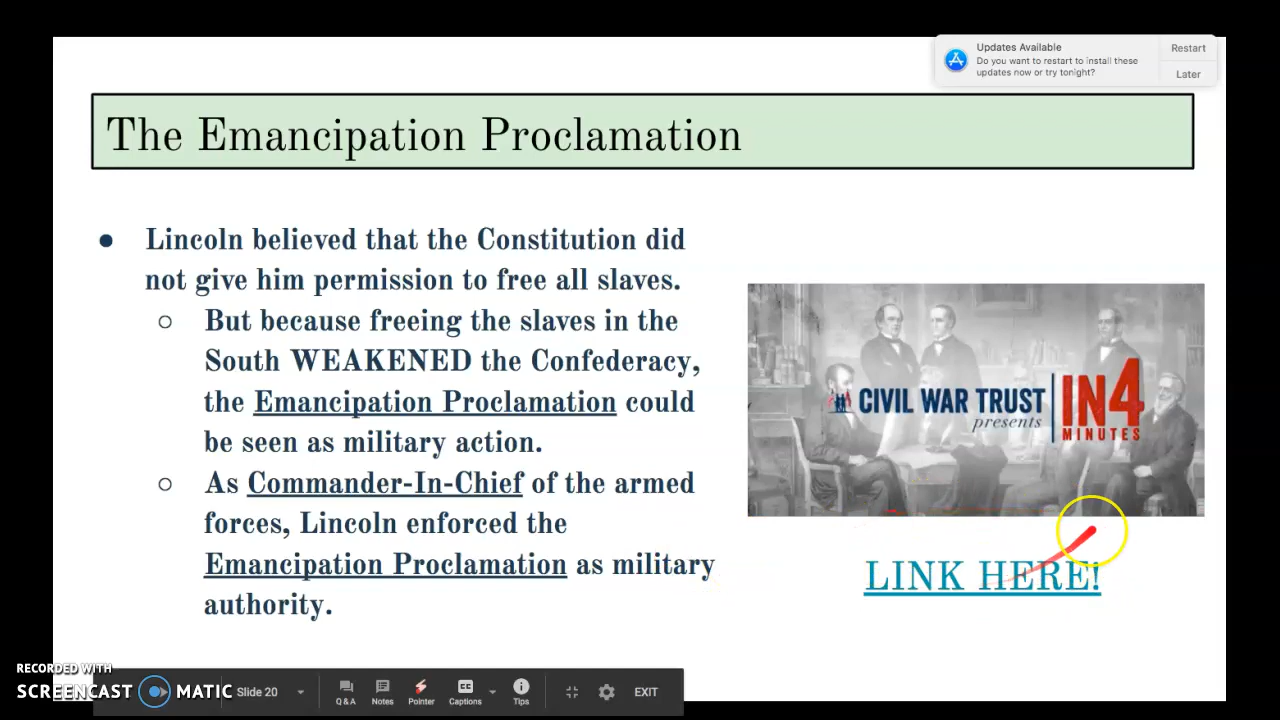 Updates Available
Do you want to restart to install these
updates now or try tonight?
Restart
Later
The Emancipation Proclamation
● Lincoln believed that the Constitution did
not give him permission to free all slaves.
○ But because freeing the slaves in the
South WEAKENED the Confederacy,
the Emancipation Proclamation could
be seen as military action.
○ As Commander-In-Chief of the armed
forces, Lincoln enforced the
Emancipation Proclamation as military
authority.
CIVIL WAR TRUST
presents
IN4
MINUTES
LINK HERE!
RECORDED WITH
SCREENCAST MATIC
Slide 20
Q & A
Notes
Pointer
CC
Captions
Tips
EXIT